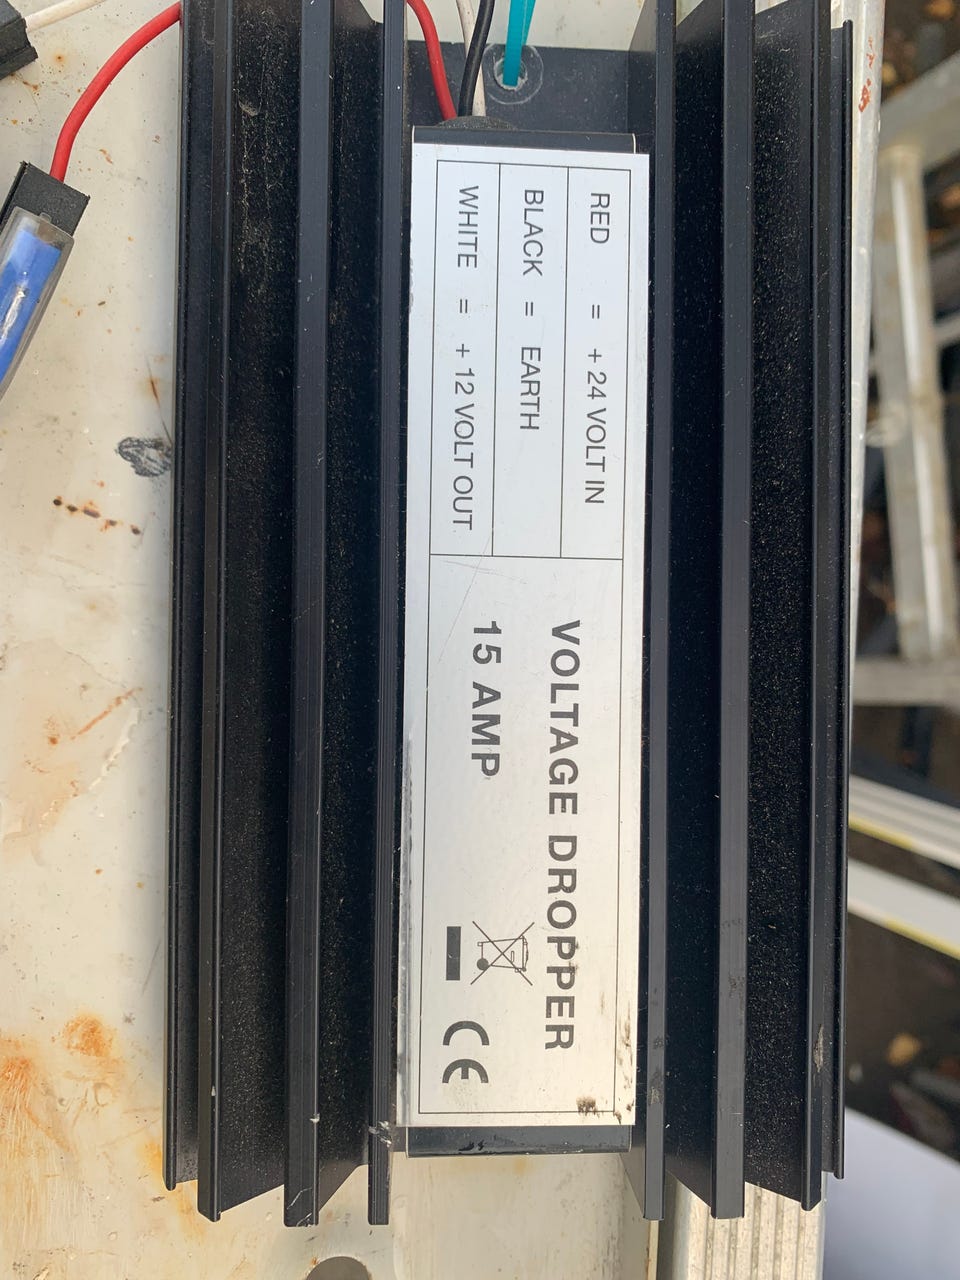 RED = + 24 VOLT IN
BLACK = EARTH
WHITE = + 12 VOLT OUT
VOLTAGE DROPPER
15 AMP
CE